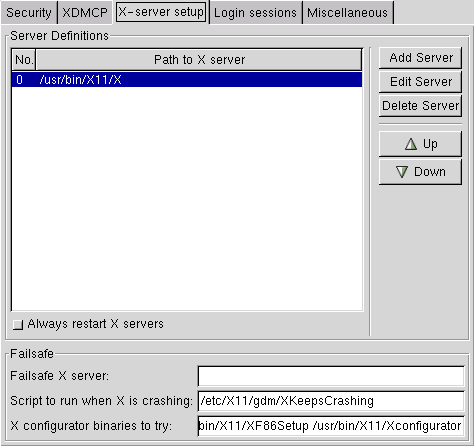 Security XDMCP X-server setup Login sessions Miscellaneous
Server Definitions
No. Path to X server
0 /usr/bin/X11/X
Add Server
Edit Server
Delete Server
Up
Down
Always restart X servers
Failsafe
Failsafe X server:
Script to run when X is crashing: /etc/X11/gdm/XKeepsCrashing
X configurator binaries to try: bin/X11/XF86Setup /usr/bin/X11/Xconfigurator